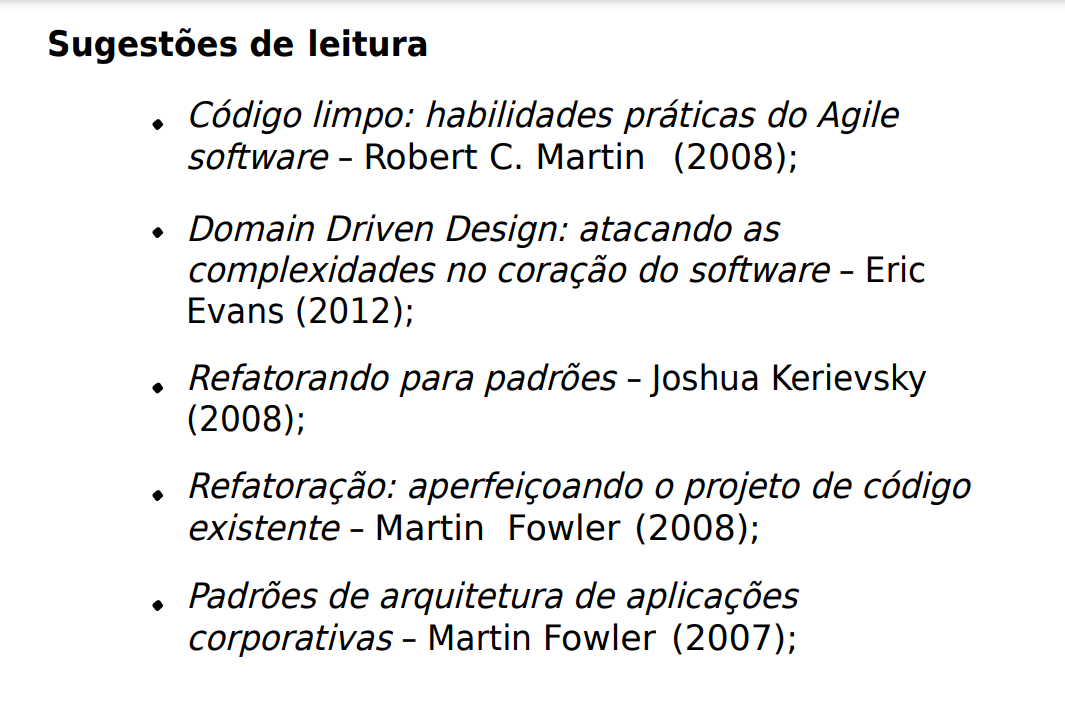 Sugestões de leitura
• Código limpo: habilidades práticas do Agile
software – Robert C. Martin (2008);
• Domain Driven Design: atacando as
complexidades no coração do software – Eric
Evans (2012);
• Refatorando para padrões – Joshua Kerievsky
(2008);
• Refatoração: aperfeiçoando o projeto de código
existente – Martin Fowler (2008);
• Padrões de arquitetura de aplicações
corporativas – Martin Fowler (2007);